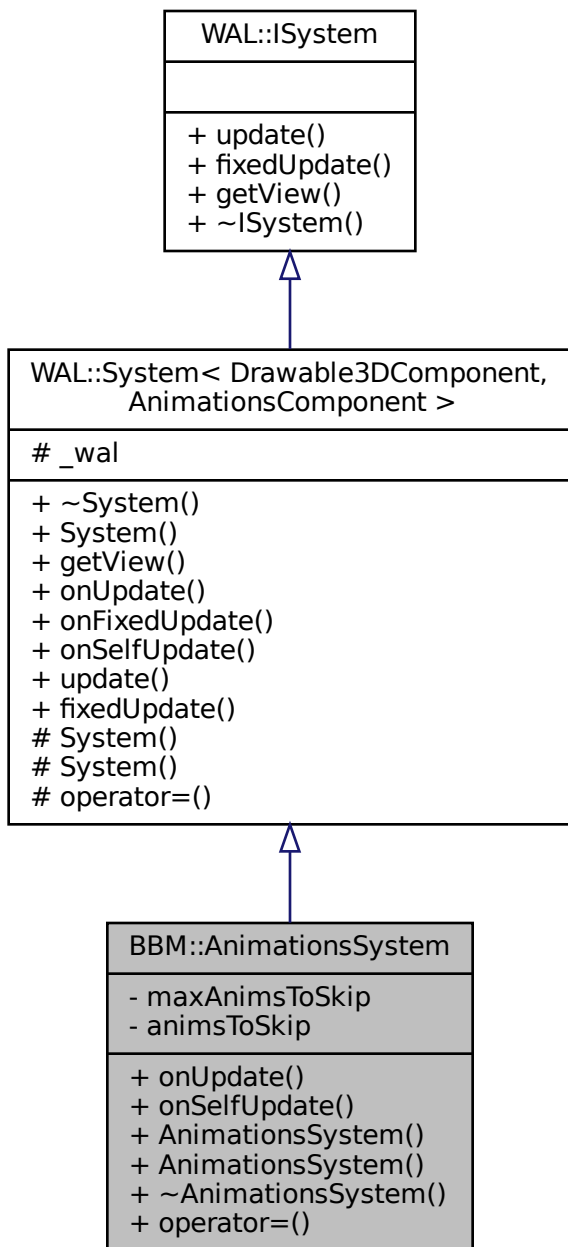 WAL::ISystem
+ update()
+ fixedUpdate()
+ getView()
+ ~ISystem()
WAL::System< Drawable3DComponent,
AnimationsComponent >
# _wal
+ ~System()
+ System()
+ getView()
+ onUpdate()
+ onFixedUpdate()
+ onSelfUpdate()
+ update()
+ fixedUpdate()
# System()
# System()
# operator=()
BBM::AnimationsSystem
- maxAnimsToSkip
- animsToSkip
+ onUpdate()
+ onSelfUpdate()
+ AnimationsSystem()
+ AnimationsSystem()
+ ~AnimationsSystem()
+ operator=()